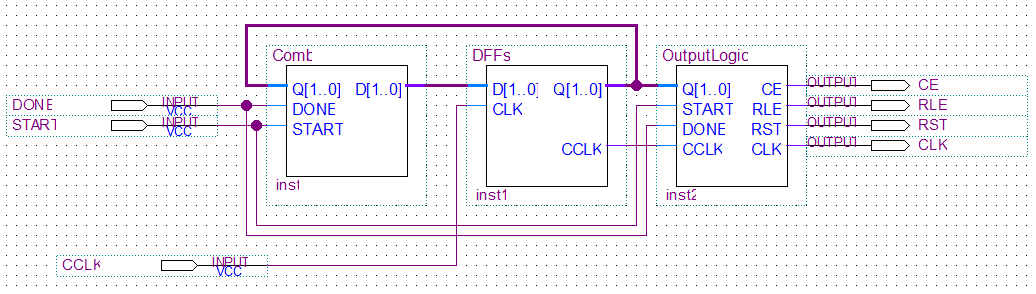 Comb DFFs OutputLogic
Q[1..0] D[1..0] D[1..0] Q[1..0] Q[1..0] CE OUTPUT CE
DONE INPUT VCC DONE CLK START RLE OUTPUT RLE
START INPUT VCC START DONE RST OUTPUT RST
CCLK CCLK CLK OUTPUT CLK
inst inst1 inst2
CCLK INPUT VCC